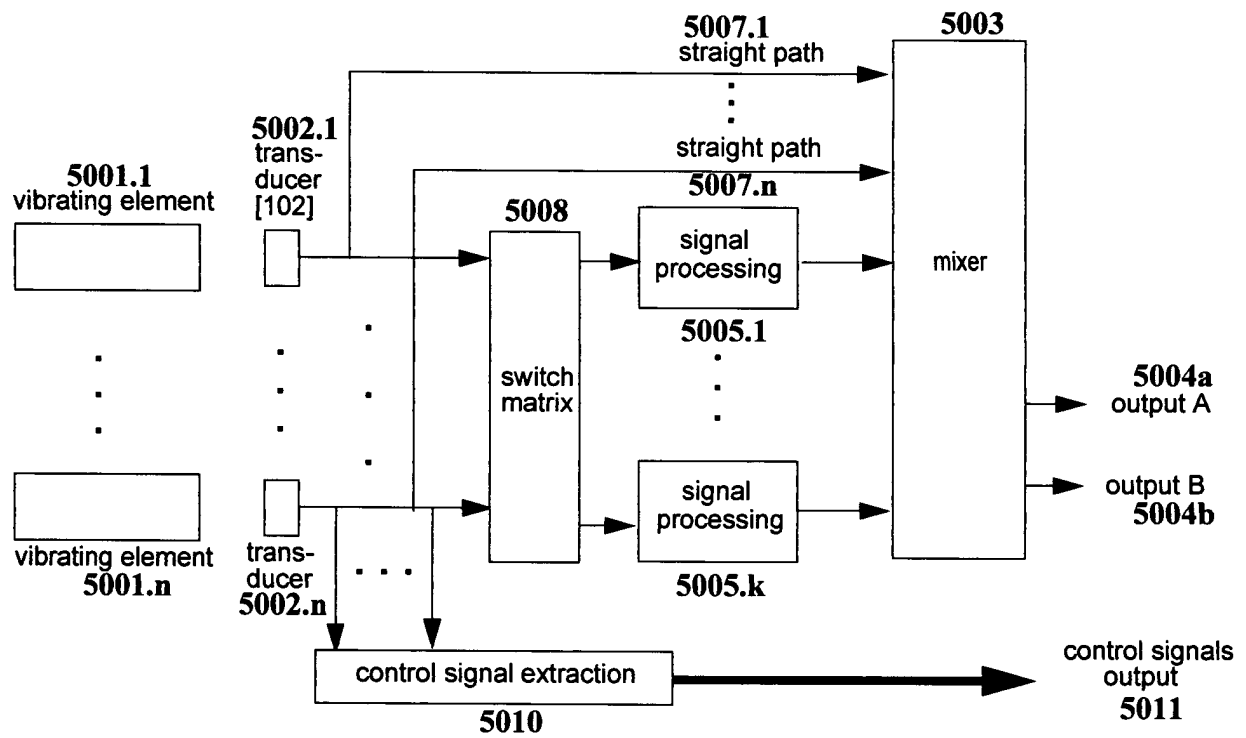 5007.1
straight path
5003
5002.1
trans-
ducer
[102]
straight path
5007.n
5001.1
vibrating element
5008
signal
processing
5005.1
mixer
switch
matrix
5004a
output A
output B
5004b
signal
processing
5005.k
vibrating element
5001.n
trans-
ducer
5002.n
control signal extraction
5010
control signals
output
5011